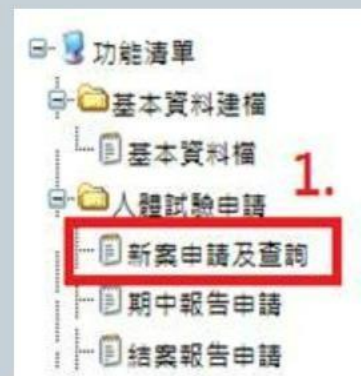 功能清單
基本資料建檔
基本資料檔
1.
人體試驗申請
新案申請及查詢
期中報告申請
結案報告申請